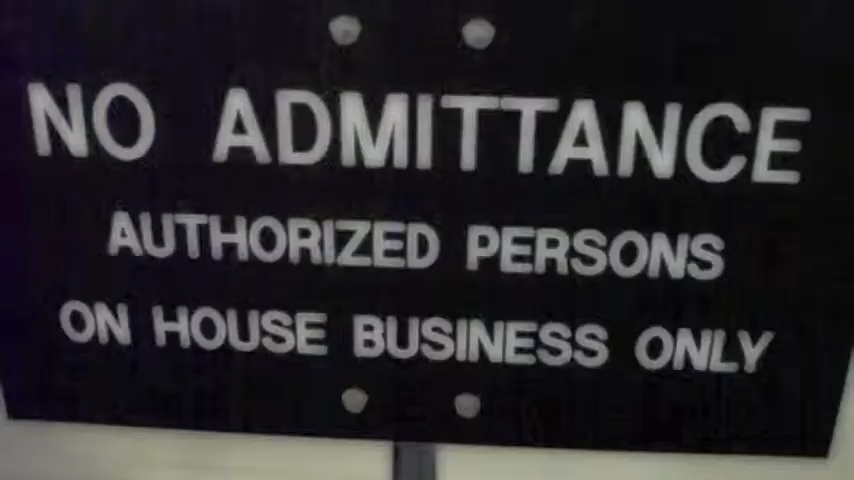 NO ADMITTANCE
AUTHORIZED PERSONS
ON HOUSE BUSINESS ONLY